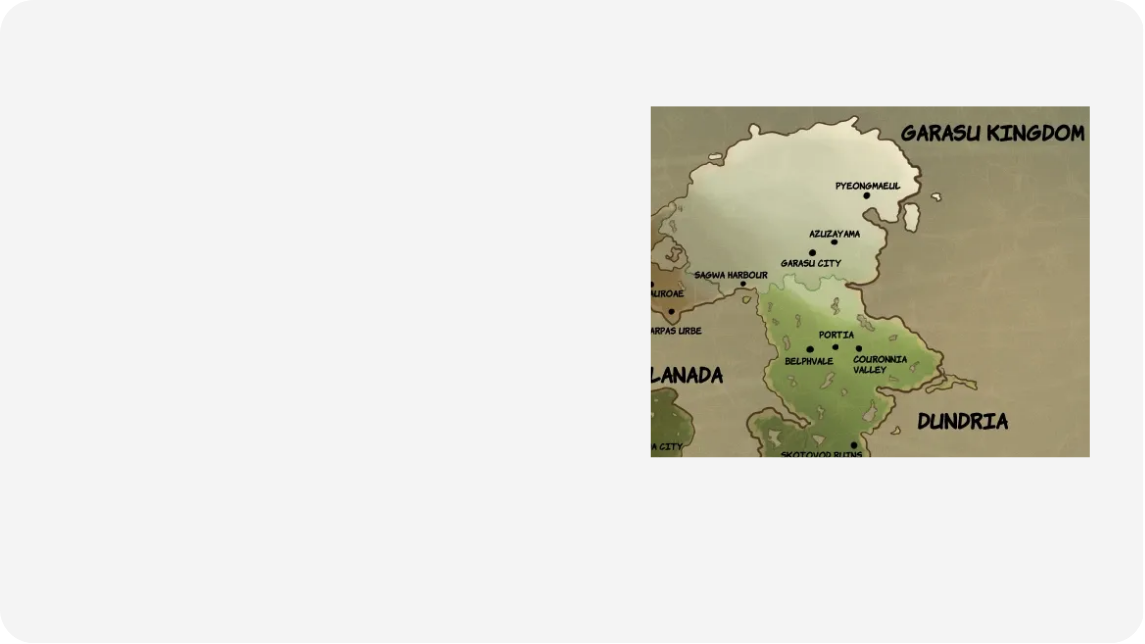 GARASU KINGDOM
PYEONGMAEUL
AZUZAYAMA
GARASU CITY
SAGWA HARBOUR
AUROAE
ARPAS URBE
PORTIA
BELPHVALE
COURONNIA
VALLEY
LANADA
DUNDRIA
A CITY
SKOTOVOD RUINS